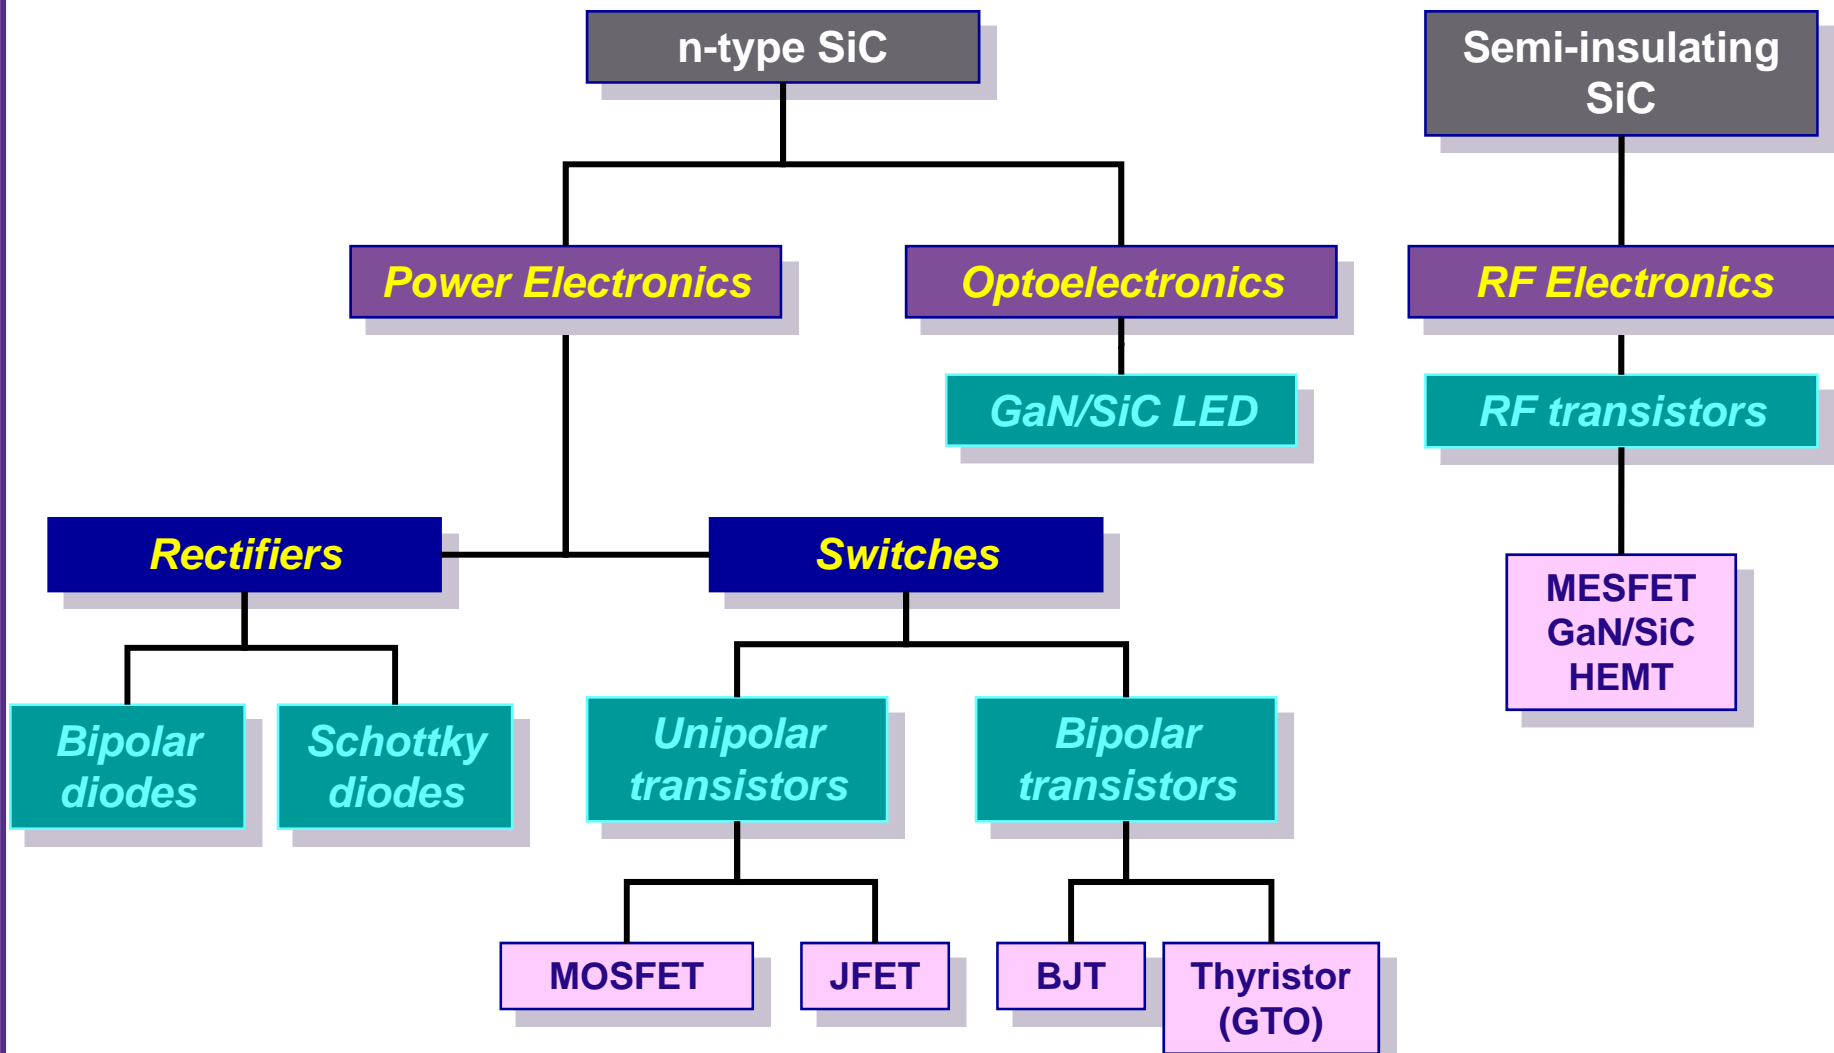 n-type SiC
Semi-insulating
SiC
Power Electronics
Optoelectronics
RF Electronics
GaN/SiC LED
RF transistors
Rectifiers
Switches
MESFET
GaN/SiC
HEMT
Bipolar
diodes
Schottky
diodes
Unipolar
transistors
Bipolar
transistors
MOSFET
JFET
BJT
Thyristor
(GTO)